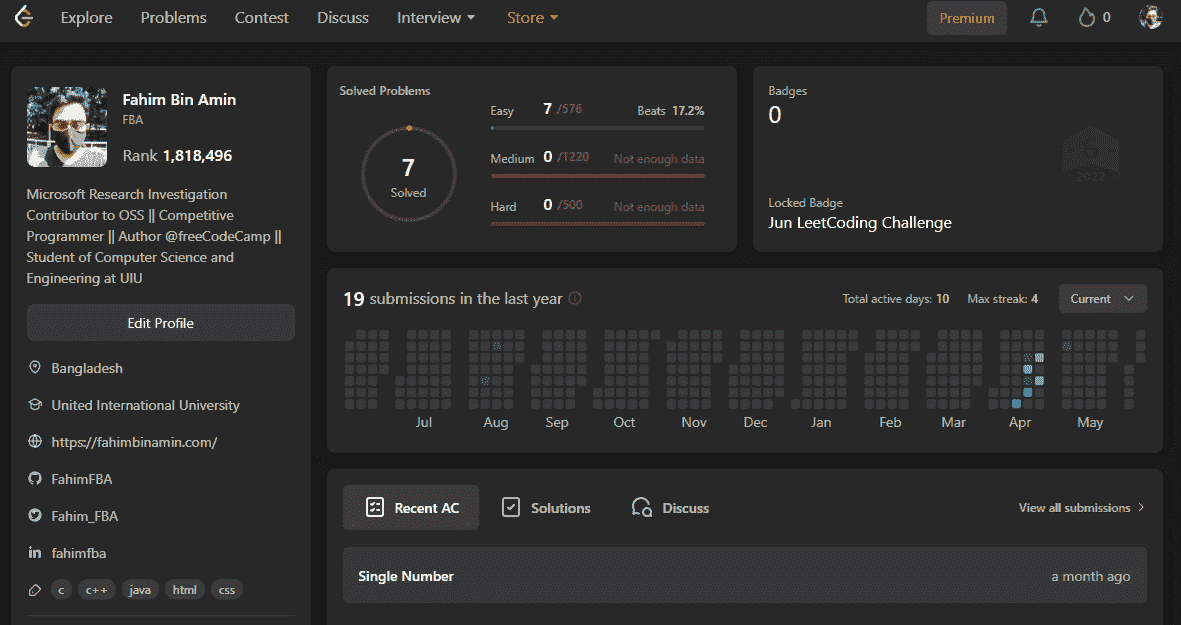 Explore Problems Contest Discuss Interview Store Premium 0
Fahim Bin Amin
FBA
Rank 1,818,496
Microsoft Research Investigation
Contributor to OSS || Competitive
Programmer || Author @freeCodeCamp ||
Student of Computer Science and
Engineering at UIU
Edit Profile
Bangladesh
United International University
https://fahimbinamin.com/
FahimFBA
Fahim_FBA
fahimfba
c c++ java html css
Solved Problems
7
Solved
Easy 7 /576 Beats 17.2%
Medium 0 /1220 Not enough data
Hard 0 /500 Not enough data
Badges
0
6
2022
Locked Badge
Jun LeetCoding Challenge
19 submissions in the last year
Total active days: 10 Max streak: 4 Current
Jul Aug Sep Oct Nov Dec Jan Feb Mar Apr May
Recent AC Solutions Discuss View all submissions
Single Number a month ago